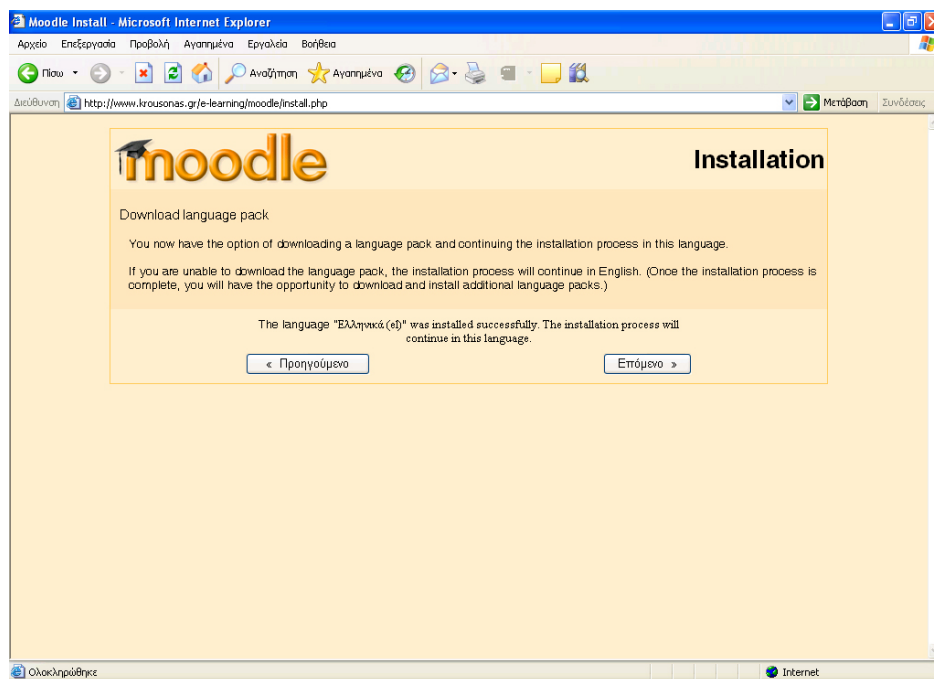 Moodle Install - Microsoft Internet Explorer
Αρχείο Επεξεργασία Προβολή Αγαπημένα Εργαλεία Βοήθεια
Πίσω Αναζήτηση Αγαπημένα
Διεύθυνση http://www.krousonas.gr/e-learning/moodle/install.php Μετάβαση Συνδέσεις
moodle Installation
Download language pack
You now have the option of downloading a language pack and continuing the installation process in this language.
If you are unable to download the language pack, the installation process will continue in English. (Once the installation process is
complete, you will have the opportunity to download and install additional language packs.)
The language "Ελληνικά (el)" was installed successfully. The installation process will
continue in this language.
« Προηγούμενο Επόμενο »
Ολοκληρώθηκε Internet